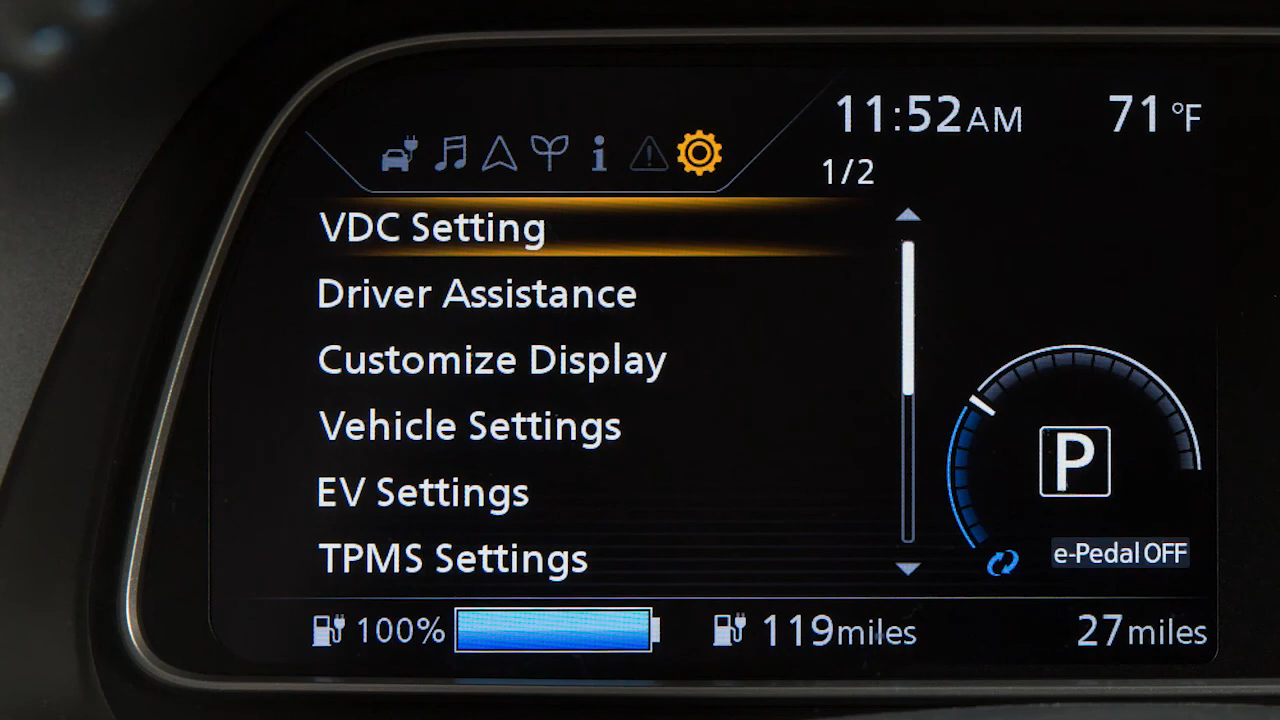 11:52AM 71°F
1/2
VDC Setting
Driver Assistance
Customize Display
Vehicle Settings
EV Settings
TPMS Settings
P
e-Pedal OFF
100% 119miles 27miles